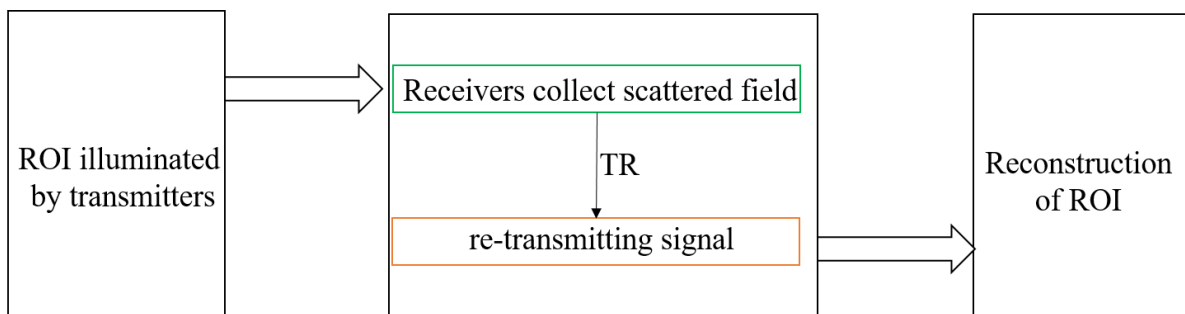 ROI illuminated
by transmitters
Receivers collect scattered field
TR
re-transmitting signal
Reconstruction
of ROI